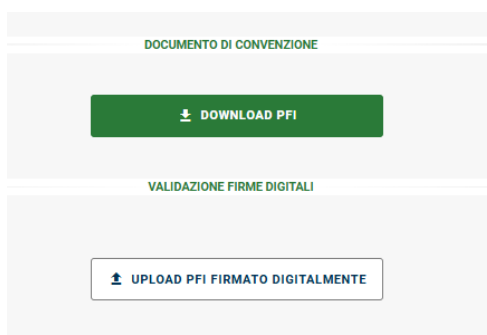 DOCUMENTO DI CONVENZIONE
DOWNLOAD PFI
VALIDAZIONE FIRME DIGITALI
UPLOAD PFI FIRMATO DIGITALMENTE